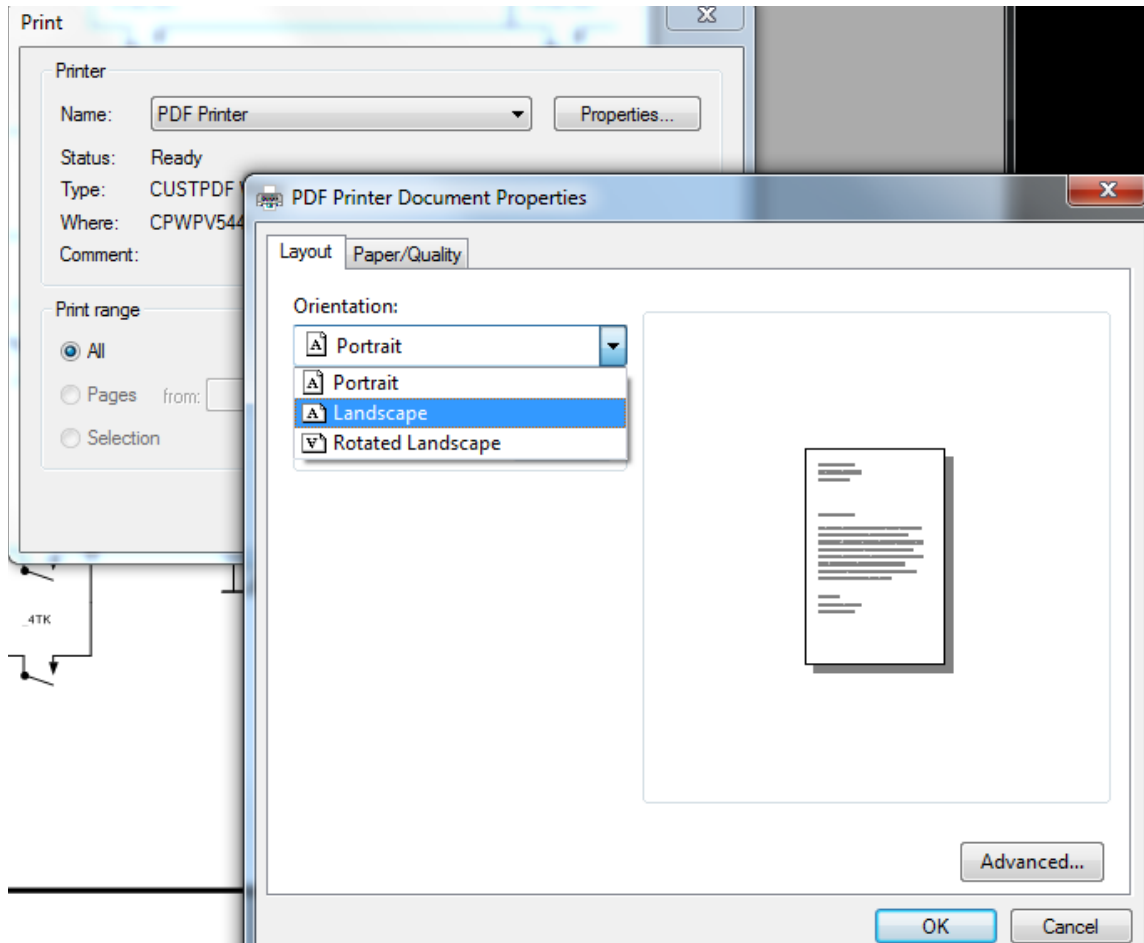 Print
Printer
Name: PDF Printer Properties...
Status: Ready
Type: CUSTPDF
Where: CPWPV544
Comment:
Print range
All
Pages from:
Selection
PDF Printer Document Properties
Layout Paper/Quality
Orientation:
Portrait
Portrait
Landscape
Rotated Landscape
Advanced...
OK Cancel
_4TK